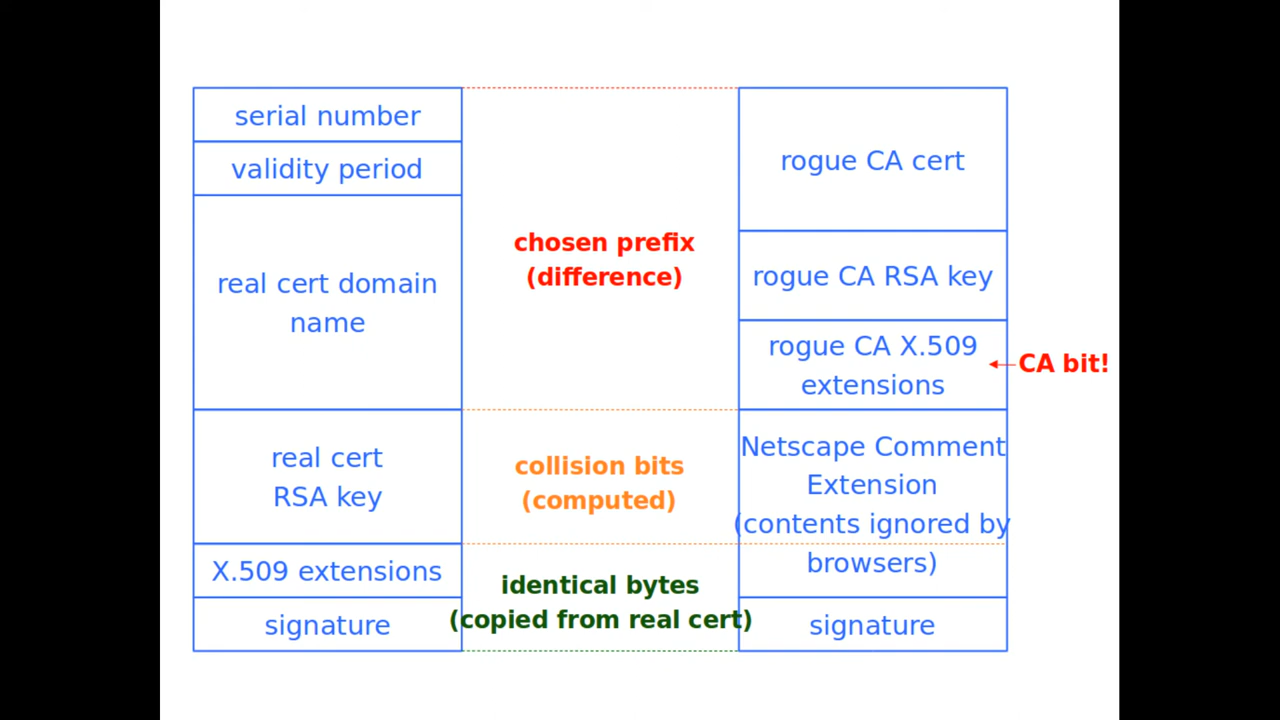 serial number
validity period
real cert domain
name
real cert
RSA key
X.509 extensions
signature
chosen prefix
(difference)
collision bits
(computed)
identical bytes
(copied from real cert)
rogue CA cert
rogue CA RSA key
rogue CA X.509
extensions
CA bit!
Netscape Comment
Extension
(contents ignored by
browsers)
signature